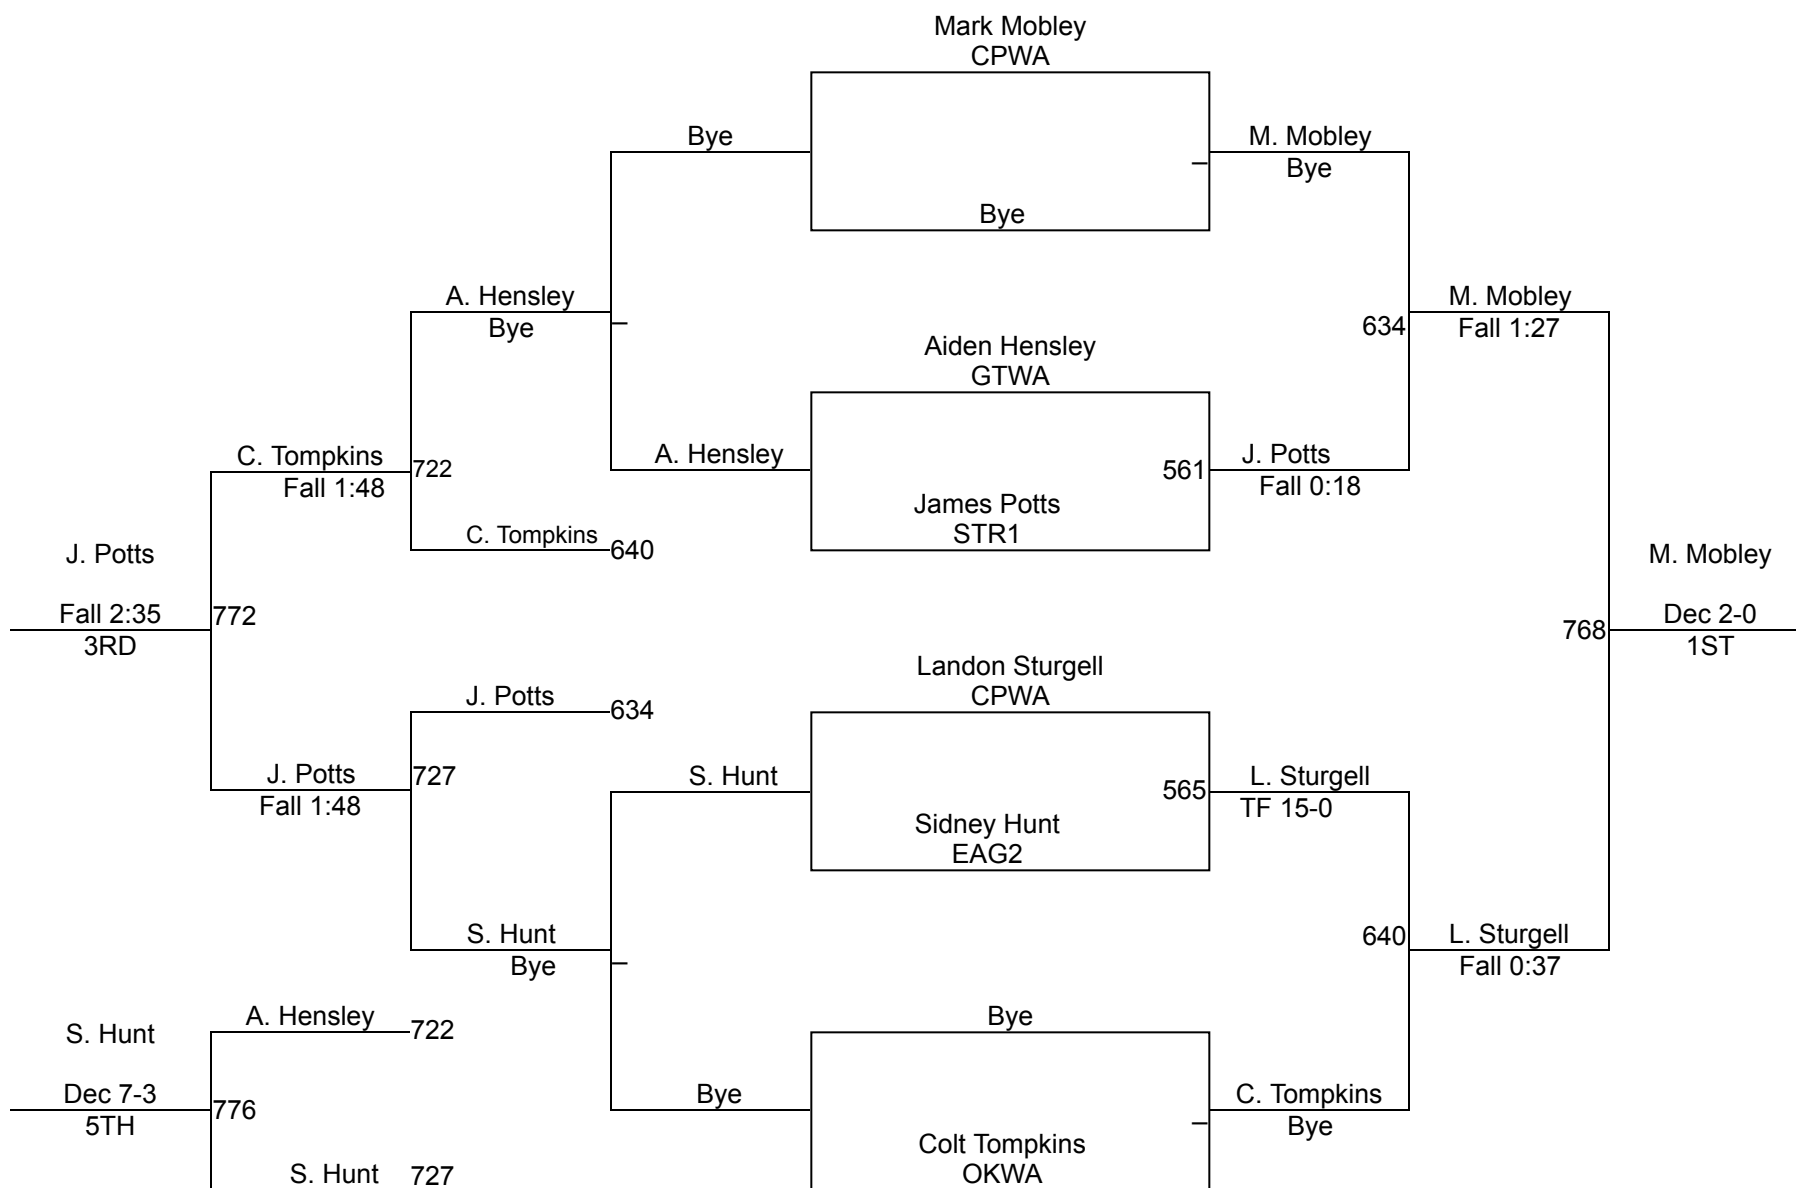 Mark Mobley
CPWA
Bye
M. Mobley
Bye
Bye
A. Hensley
Bye
M. Mobley
634
Fall 1:27
Aiden Hensley
GTWA
A. Hensley
561
J. Potts
Fall 0:18
C. Tompkins
722
Fall 1:48
James Potts
STR1
C. Tompkins
640
J. Potts
Fall 2:35
772
3RD
M. Mobley
768
Dec 2-0
1ST
Landon Sturgell
CPWA
J. Potts
634
J. Potts
727
Fall 1:48
S. Hunt
565
L. Sturgell
TF 15-0
Sidney Hunt
EAG2
S. Hunt
Bye
640
L. Sturgell
Fall 0:37
A. Hensley
722
Bye
S. Hunt
Dec 7-3
776
5TH
Bye
C. Tompkins
Bye
Colt Tompkins
OKWA
S. Hunt
727